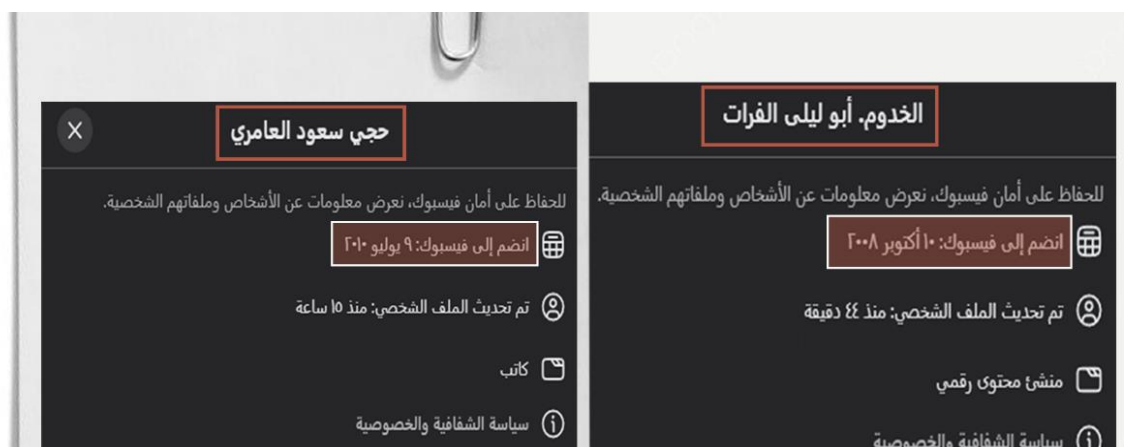 الخدوم. أبو ليلى الفرات
للحفاظ على أمان فيسبوك، نعرض معلومات عن الأشخاص وملفاتهم الشخصية.
انضم إلى فيسبوك: ١٠ أكتوبر ٢٠٠٨
تم تحديث الملف الشخصي: منذ ٤٤ دقيقة
منشئ محتوى رقمي
سياسة الشفافية والخصوصية
حجي سعود العامري
للحفاظ على أمان فيسبوك، نعرض معلومات عن الأشخاص وملفاتهم الشخصية.
انضم إلى فيسبوك: ٩ يوليو ٢٠١٠
تم تحديث الملف الشخصي: منذ ١٥ ساعة
كاتب
سياسة الشفافية والخصوصية